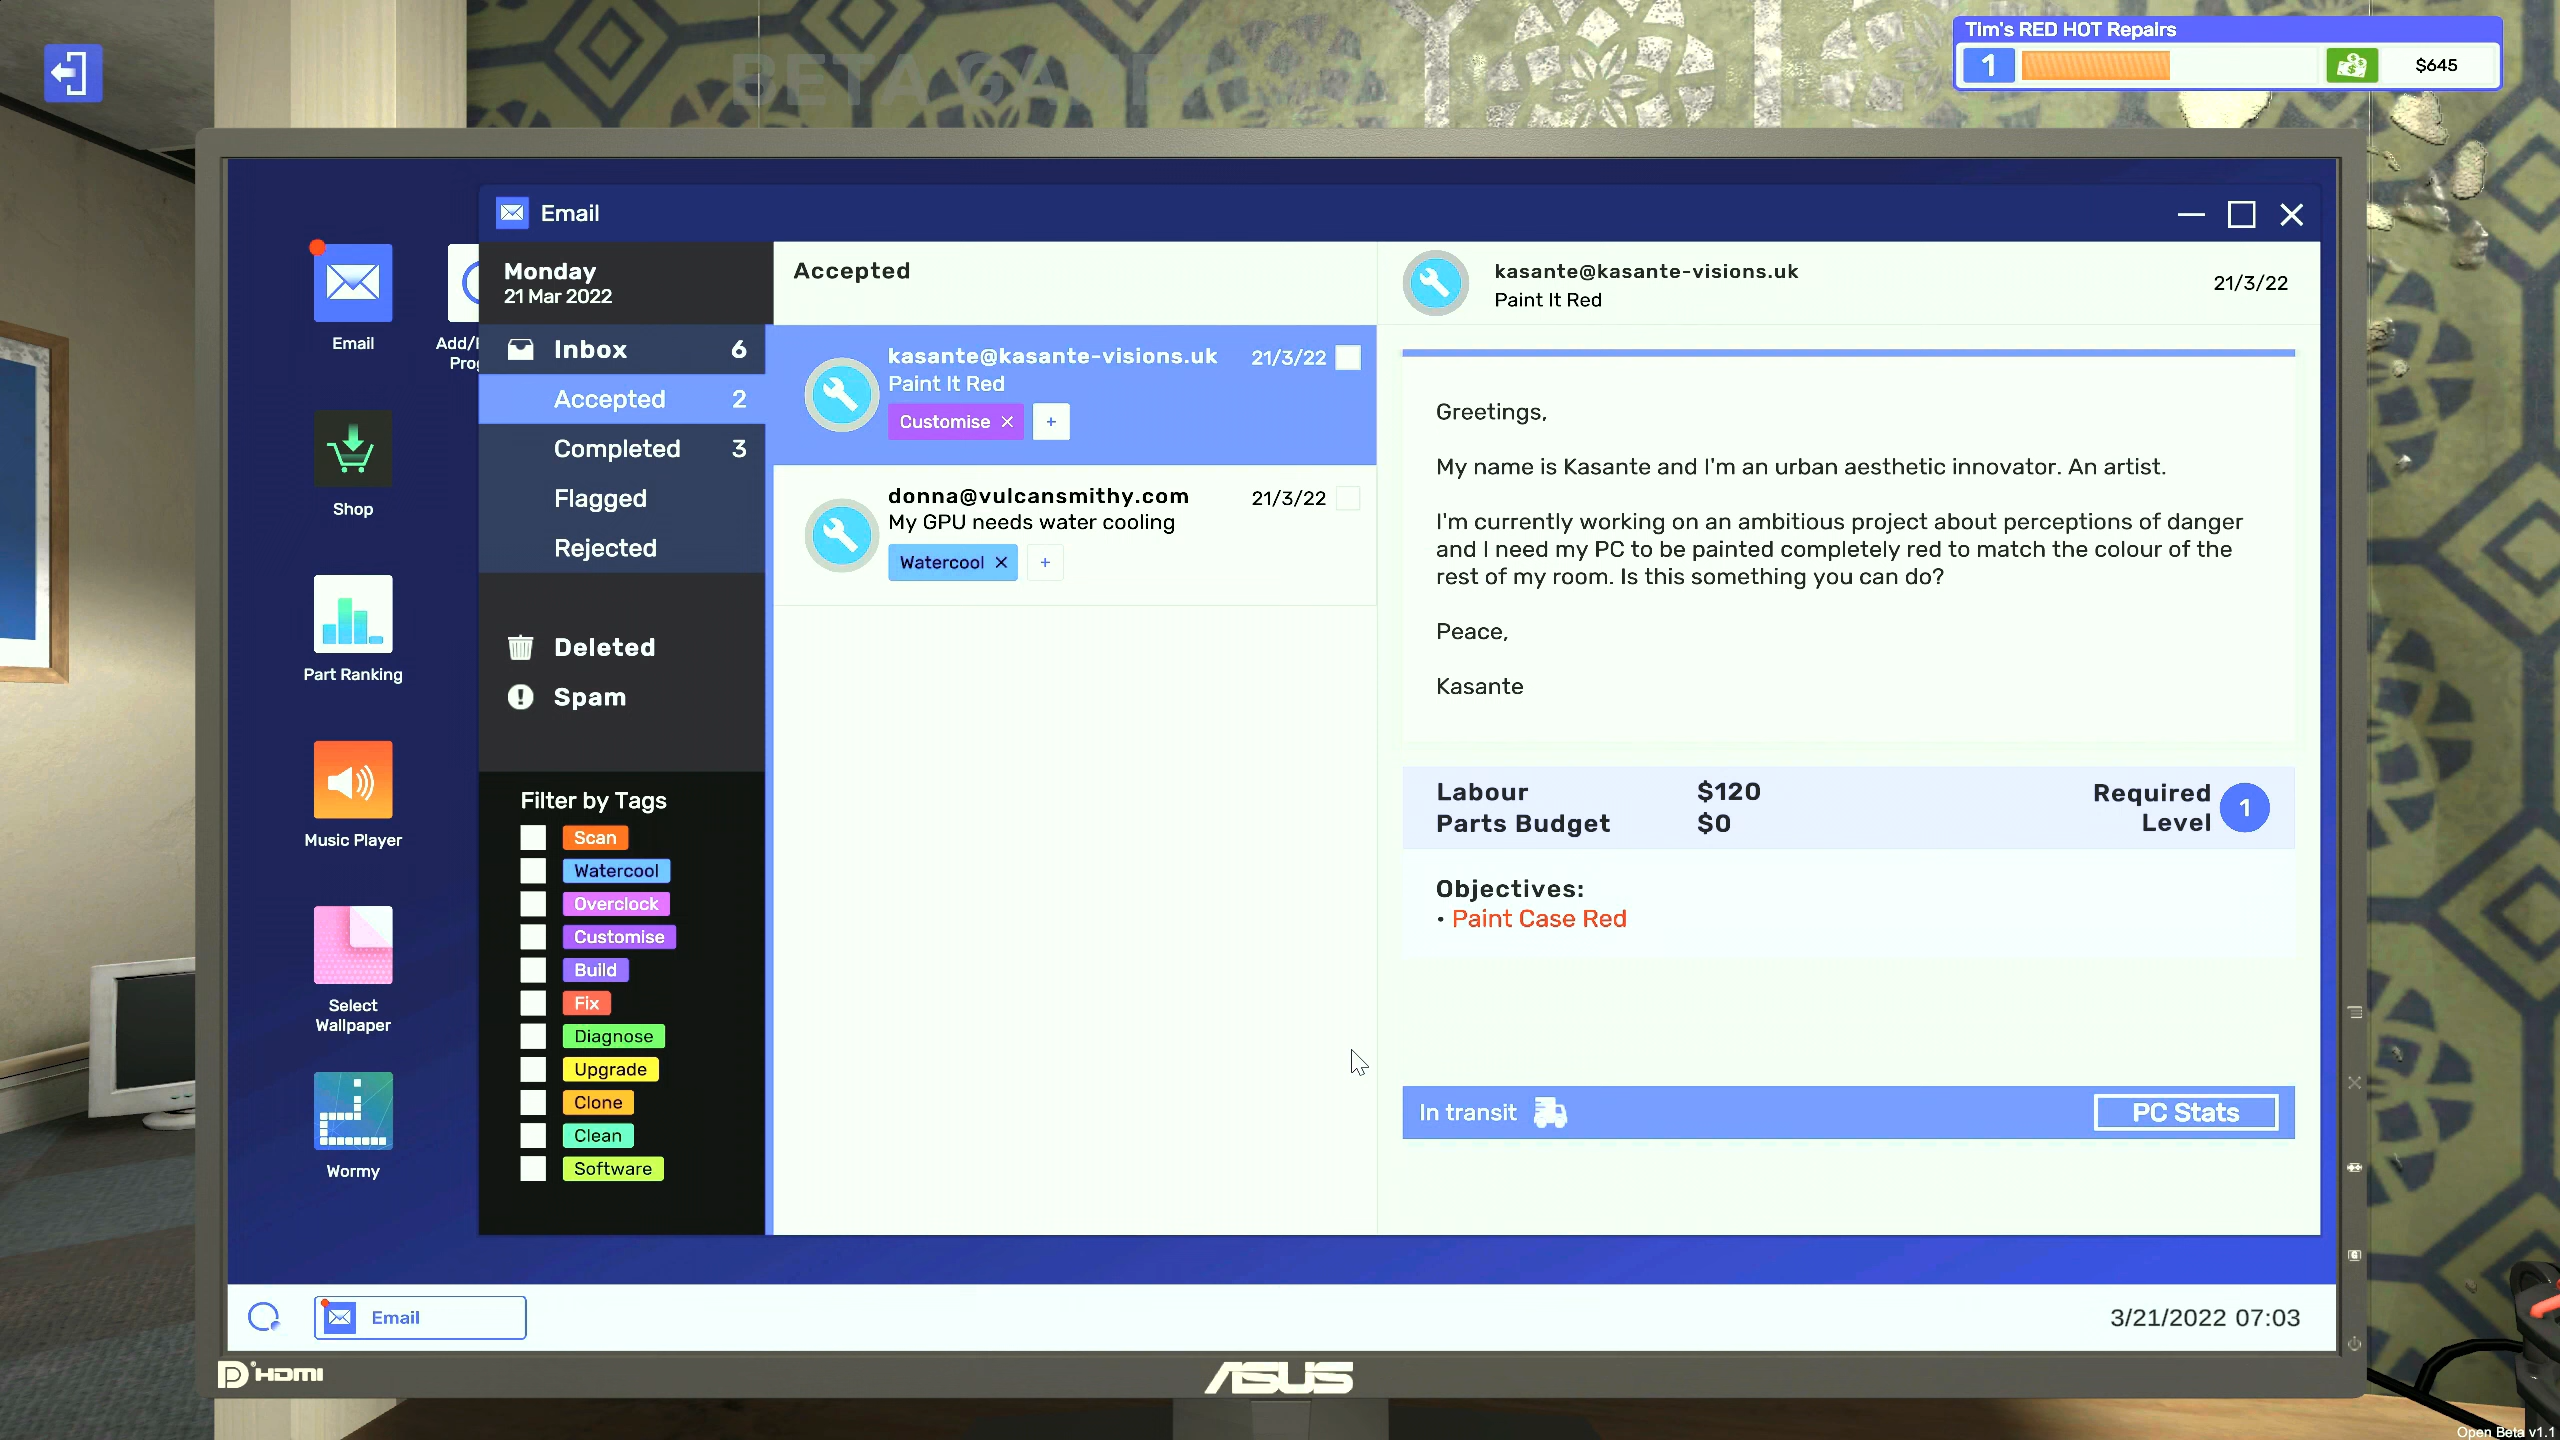 BETA GAME
Tim's RED HOT Repairs
1
$645
Email
Email
Add/
Shop
Part Ranking
Music Player
Select
Wallpaper
Wormy
Monday
21 Mar 2022
Inbox 6
Accepted 2
Completed 3
Flagged
Rejected
Deleted
Spam
Filter by Tags
Scan
Watercool
Overclock
Customise
Build
Fix
Diagnose
Upgrade
Clone
Clean
Software
Accepted
kasante@kasante-visions.uk 21/3/22
Paint It Red
Customise
donna@vulcansmithy.com 21/3/22
My GPU needs water cooling
Watercool
kasante@kasante-visions.uk
Paint It Red
21/3/22
Greetings,
My name is Kasante and I'm an urban aesthetic innovator. An artist.
I'm currently working on an ambitious project about perceptions of danger
and I need my PC to be painted completely red to match the colour of the
rest of my room. Is this something you can do?
Peace,
Kasante
Labour $120
Parts Budget $0
Required
Level
1
Objectives:
• Paint Case Red
In transit
PC Stats
Email
3/21/2022 07:03
HDMI
ASUS
Open Beta v1.1